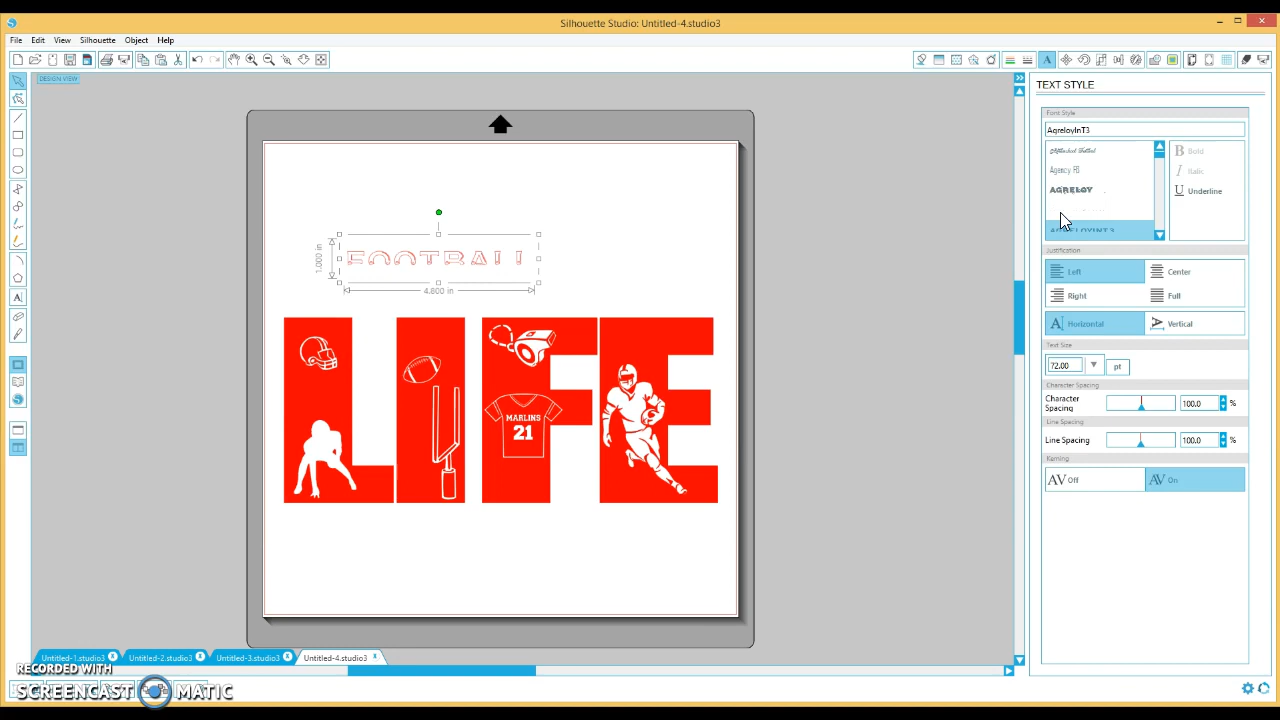 Silhouette Studio: Untitled-4.studio3
File Edit View Silhouette Object Help
DESIGN VIEW
TEXT STYLE
Font Style
AgreloyInT3
Agency FB
AGRELOY
AGRELOYINT3
B Bold
I Italic
U Underline
Justification
Left Center
Right Full
Horizontal Vertical
Text Size
72.00 pt
Character Spacing
Character
Spacing 100.0 %
Line Spacing
Line Spacing 100.0 %
Kerning
AV Off AV On
1.000 in
FOOTBALL
4.800 in
MARLINS
21
Untitled-1.studio3 Untitled-2.studio3 Untitled-3.studio3 Untitled-4.studio3
RECORDED WITH
SCREENCAST MATIC
LIFE